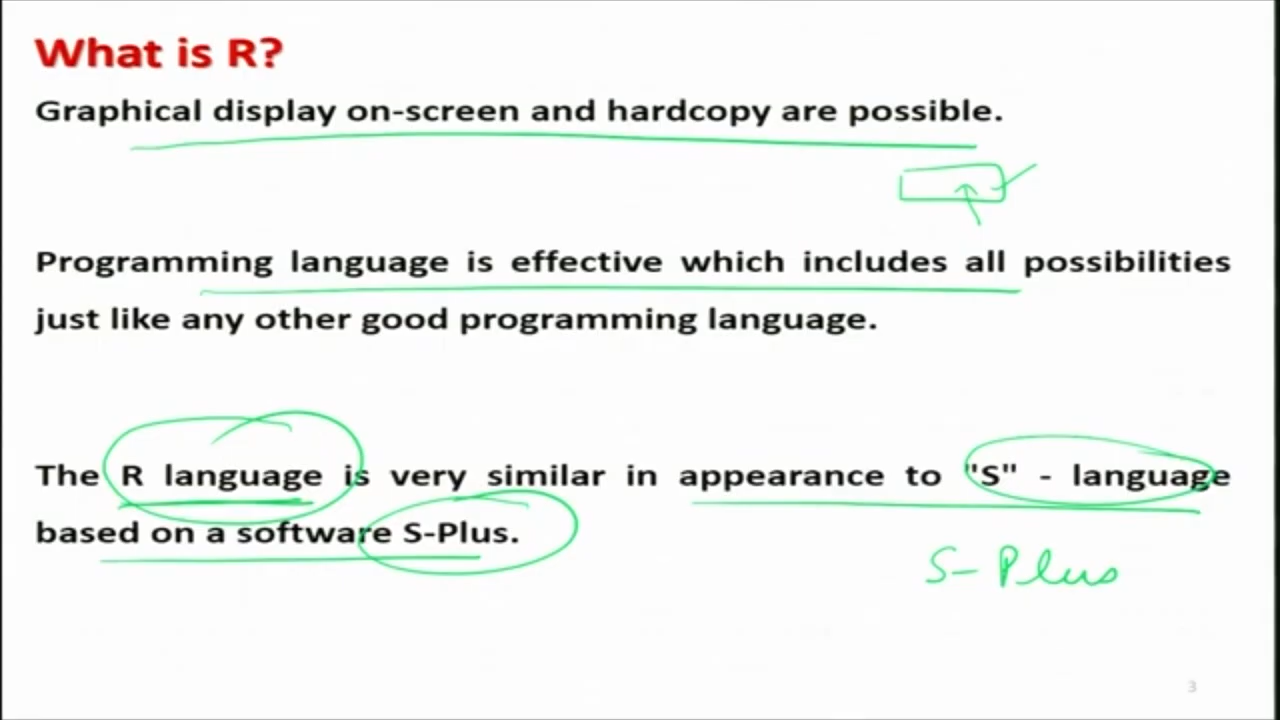 What is R?
Graphical display on-screen and hardcopy are possible.
Programming language is effective which includes all possibilities
just like any other good programming language.
The R language is very similar in appearance to "S" - language
based on a software S-Plus.
S- Plus
3